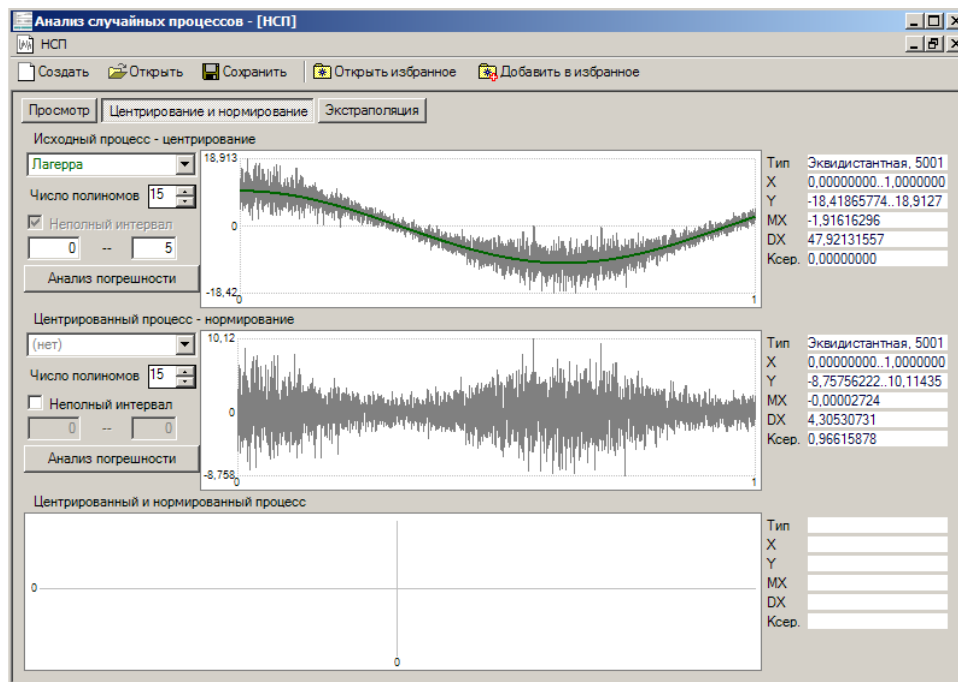 Анализ случайных процессов - [НСП]
НСП
Создать Открыть Сохранить Открыть избранное Добавить в избранное
Просмотр Центрирование и нормирование Экстраполяция
Исходный процесс - центрирование
Лагерра
Число полиномов 15
Неполный интервал
0 -- 5
Анализ погрешности
18,913
0
-18,42
0 1
Тип Эквидистантная, 5001
X 0,00000000..1,0000000
Y -18,41865774..18,9127
MX -1,91616296
DX 47,92131557
Kсер. 0,00000000
Центрированный процесс - нормирование
(нет)
Число полиномов 15
Неполный интервал
0 -- 0
Анализ погрешности
10,12
0
-8,758
0 1
Тип Эквидистантная, 5001
X 0,00000000..1,0000000
Y -8,75756222..10,11435
MX -0,00002724
DX 4,30530731
Kсер. 0,96615878
Центрированный и нормированный процесс
0
0
Тип
X
Y
MX
DX
Kсер.